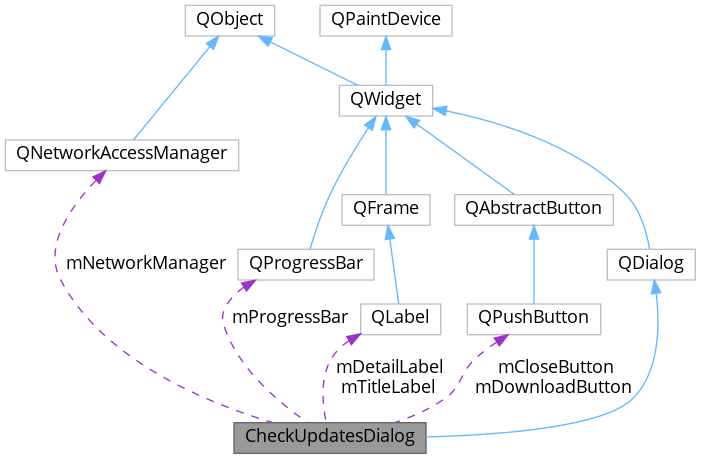 QObject
QPaintDevice
QWidget
QNetworkAccessManager
QFrame
QAbstractButton
mNetworkManager
QProgressBar
QDialog
mProgressBar
QLabel
QPushButton
mDetailLabel
mTitleLabel
mCloseButton
mDownloadButton
CheckUpdatesDialog